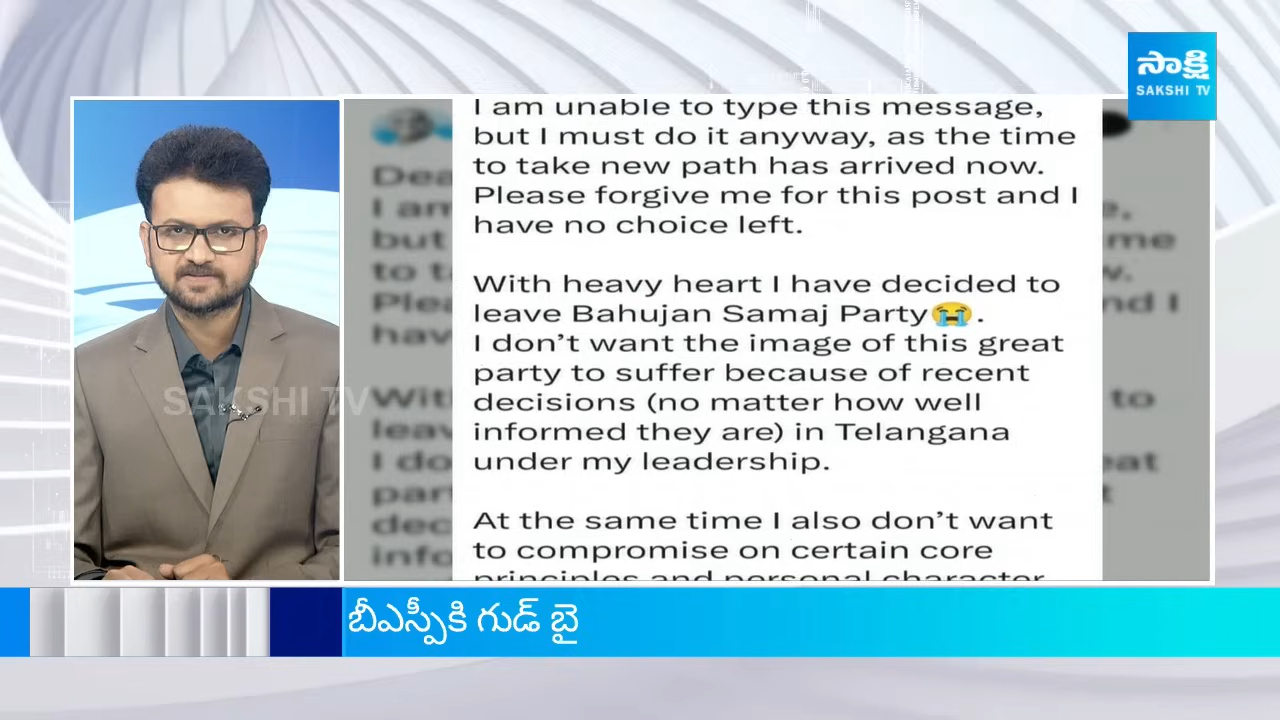 సాక్షి
SAKSHI TV
I am unable to type this message,
but I must do it anyway, as the time
to take new path has arrived now.
Please forgive me for this post and I
have no choice left.
With heavy heart I have decided to
leave Bahujan Samaj Party😭.
I don’t want the image of this great
party to suffer because of recent
decisions (no matter how well
informed they are) in Telangana
under my leadership.
At the same time I also don’t want
to compromise on certain core
principles and personal character
SAKSHI TV
బీఎస్పీకి గుడ్ బై